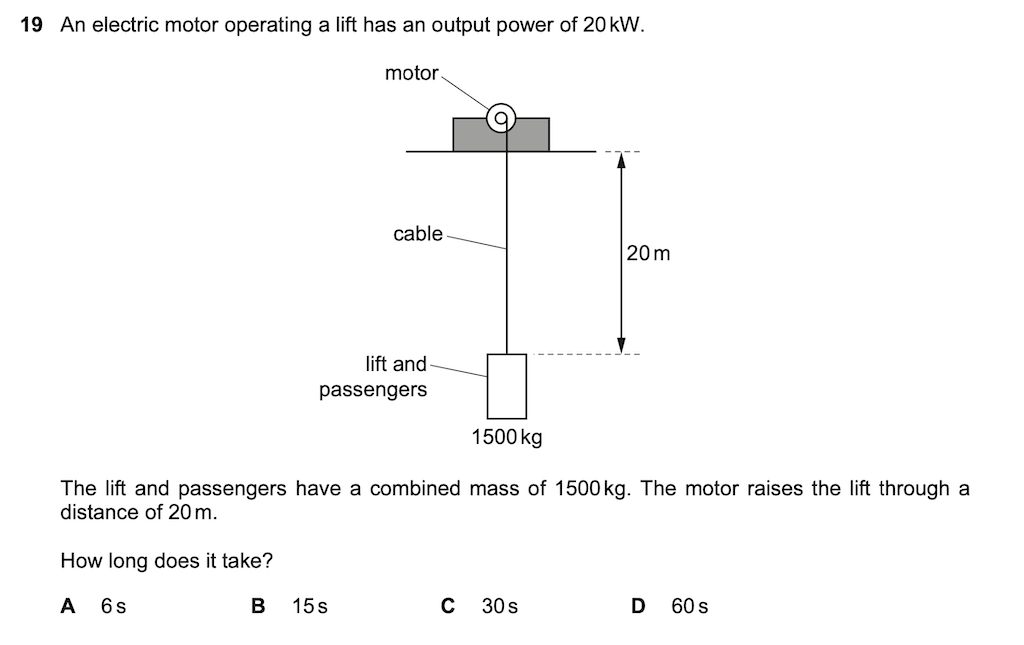 19 An electric motor operating a lift has an output power of 20 kW.
motor
cable
20 m
lift and
passengers
1500 kg
The lift and passengers have a combined mass of 1500 kg. The motor raises the lift through a
distance of 20 m.
How long does it take?
A 6 s B 15 s C 30 s D 60 s